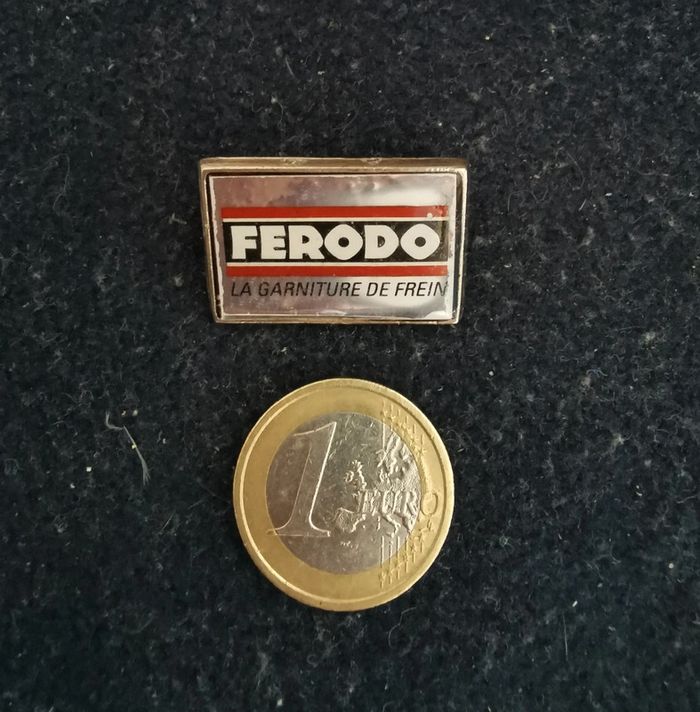 FERODO
LA GARNITURE DE FREIN
1
EURO